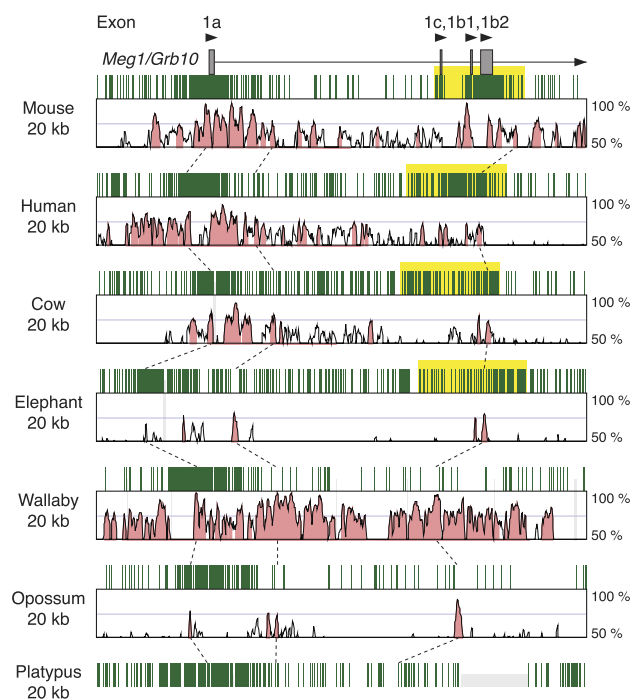 Exon 1a 1c,1b1,1b2
Meg1/Grb10
Mouse
20 kb
100 %
50 %
Human
20 kb
100 %
50 %
Cow
20 kb
100 %
50 %
Elephant
20 kb
100 %
50 %
Wallaby
20 kb
100 %
50 %
Opossum
20 kb
100 %
50 %
Platypus
20 kb